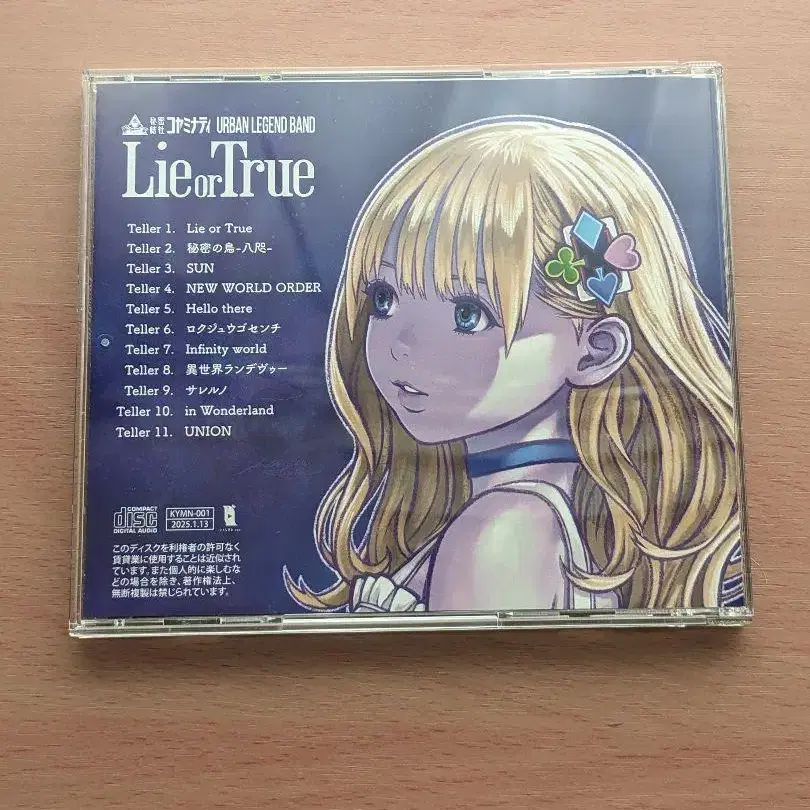 秘密結社 コヤミナティ URBAN LEGEND BAND
Lie or True
Teller 1. Lie or True
Teller 2. 秘密の鳥-八咫-
Teller 3. SUN
Teller 4. NEW WORLD ORDER
Teller 5. Hello there
Teller 6. ロクジュウゴセンチ
Teller 7. Infinity world
Teller 8. 異世界ランデヴゥー
Teller 9. サレルノ
Teller 10. in Wonderland
Teller 11. UNION
COMPACT
disc
DIGITAL AUDIO
KYMN-001
2025.1.13
このディスクを利権者の許可なく
賃貸業に使用することは近似され
ています。また個人的に楽しむな
どの場合を除き、著作権法上、
無断複製は禁じられています。